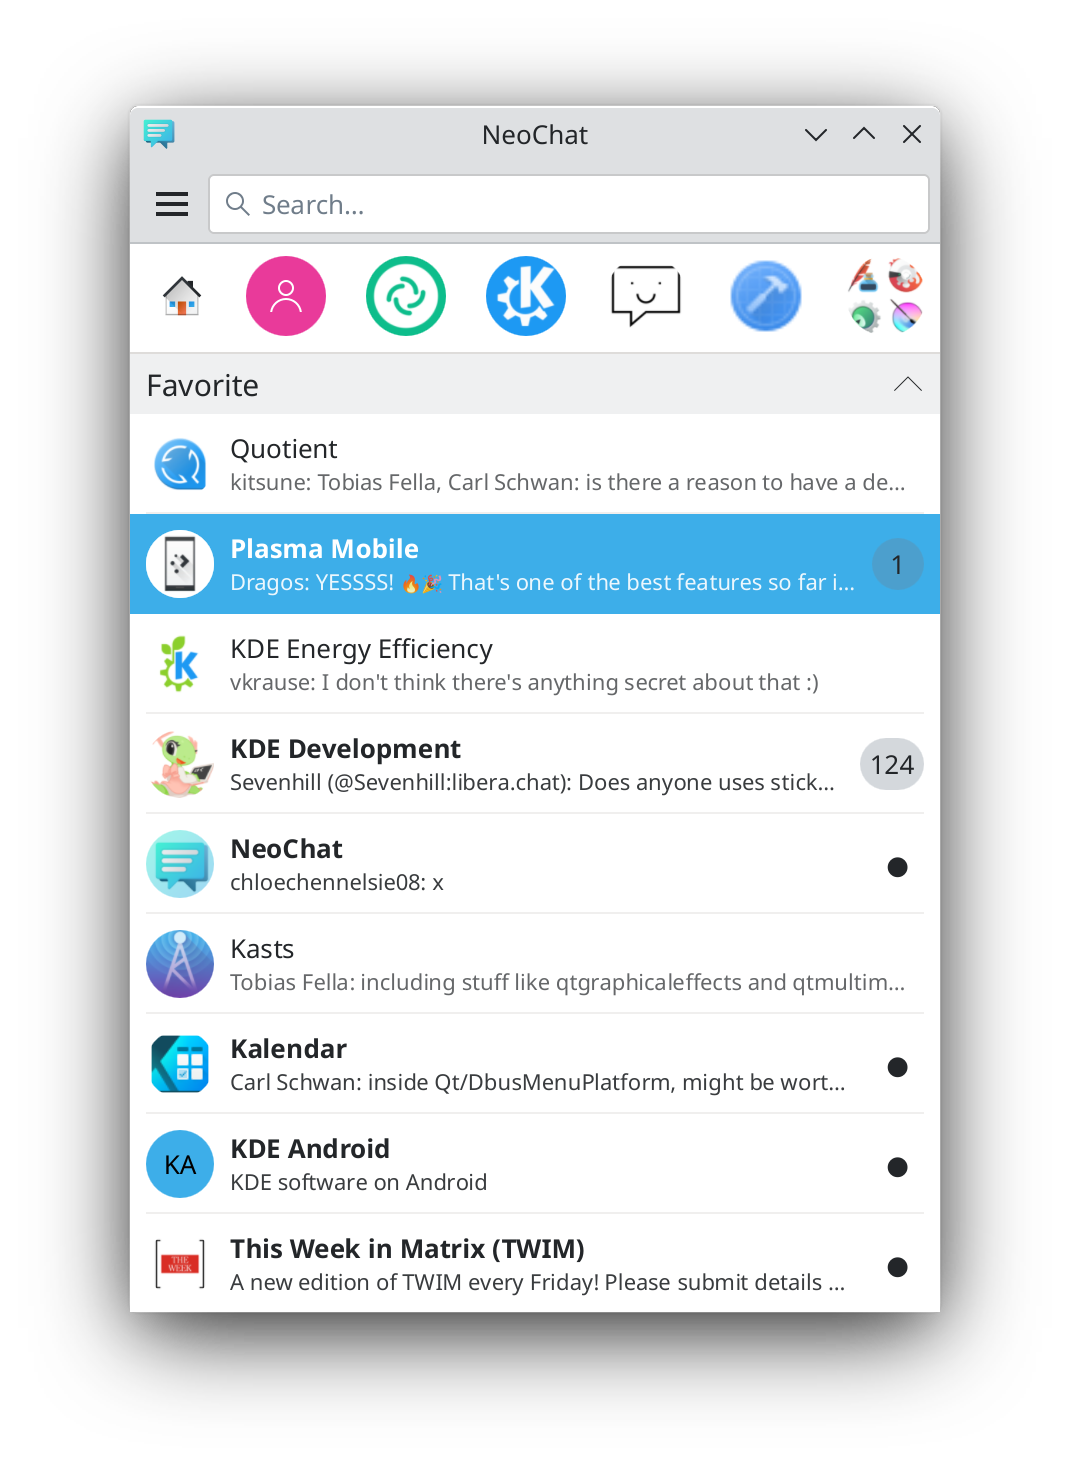 NeoChat
Search...
Favorite
Quotient
kitsune: Tobias Fella, Carl Schwan: is there a reason to have a de...
Plasma Mobile
Dragos: YESSSS! 🔥🎉 That's one of the best features so far i...
1
KDE Energy Efficiency
vkrause: I don't think there's anything secret about that :)
KDE Development
Sevenhill (@Sevenhill:libera.chat): Does anyone uses stick...
124
NeoChat
chloechennelsie08: x
Kasts
Tobias Fella: including stuff like qtgraphicaleffects and qtmultim...
Kalendar
Carl Schwan: inside Qt/DbusMenuPlatform, might be wort...
KA
KDE Android
KDE software on Android
THE
WEEK
This Week in Matrix (TWIM)
A new edition of TWIM every Friday! Please submit details ...